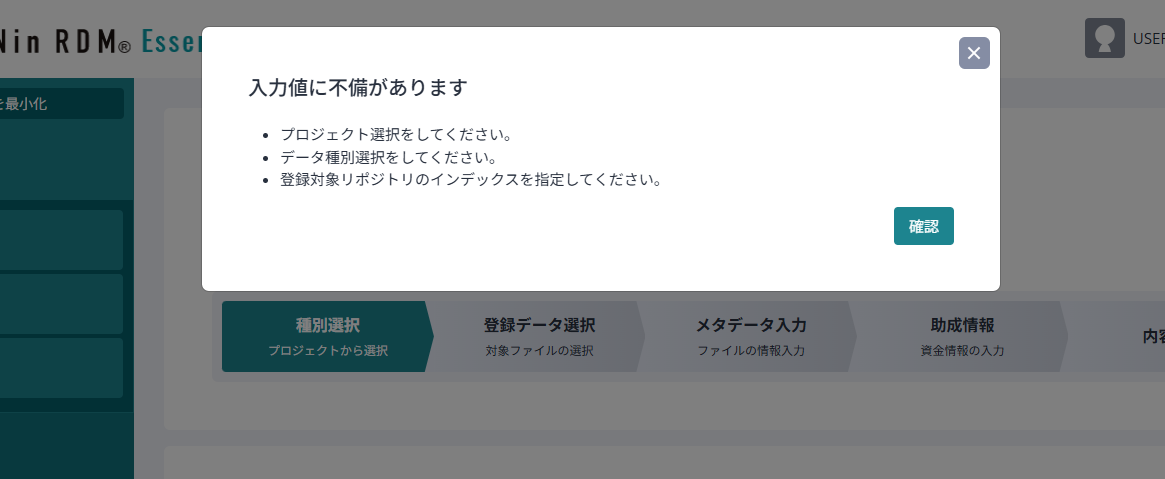 Nin RDM® Esser
USER
を最小化
入力値に不備があります
プロジェクト選択をしてください。
データ種別選択をしてください。
登録対象リポジトリのインデックスを指定してください。
確認
種別選択
プロジェクトから選択
登録データ選択
対象ファイルの選択
メタデータ入力
ファイルの情報入力
助成情報
資金情報の入力
内容